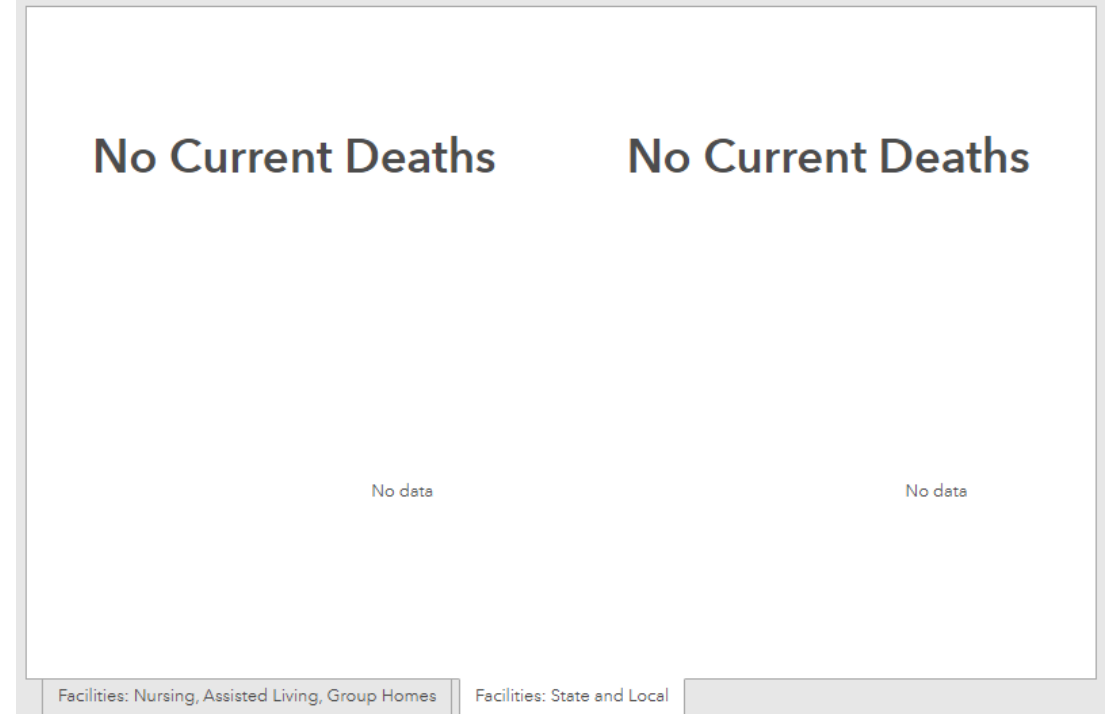 No Current Deaths
No Current Deaths
No data
No data
Facilities: Nursing, Assisted Living, Group Homes
Facilities: State and Local